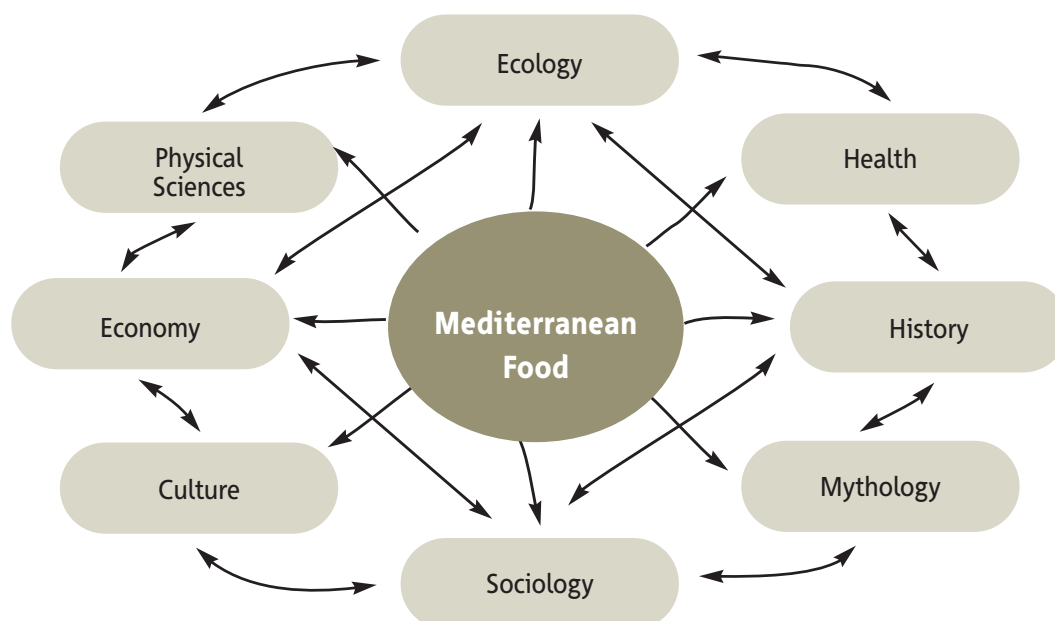 Ecology
Physical
Sciences
Health
Economy
Mediterranean
Food
History
Culture
Mythology
Sociology